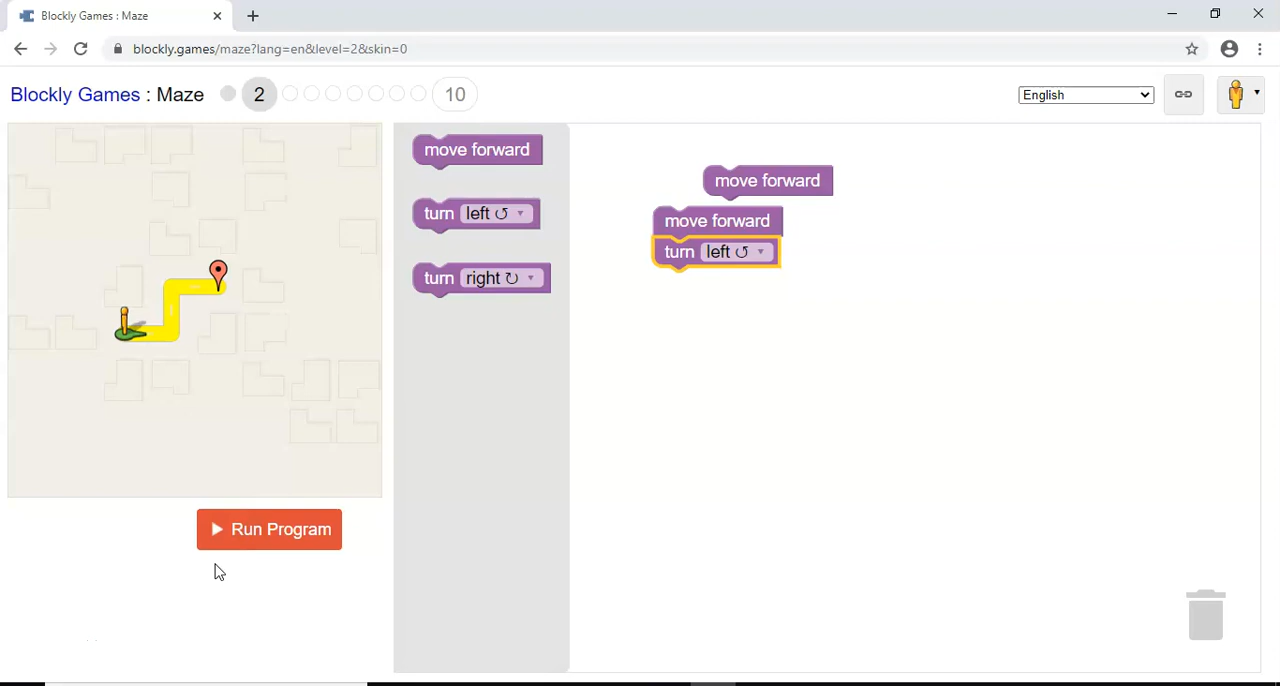 Blockly Games : Maze
blockly.games/maze?lang=en&level=2&skin=0
Blockly Games : Maze
2
10
English
move forward
turn left
turn right
move forward
move forward
turn left
Run Program